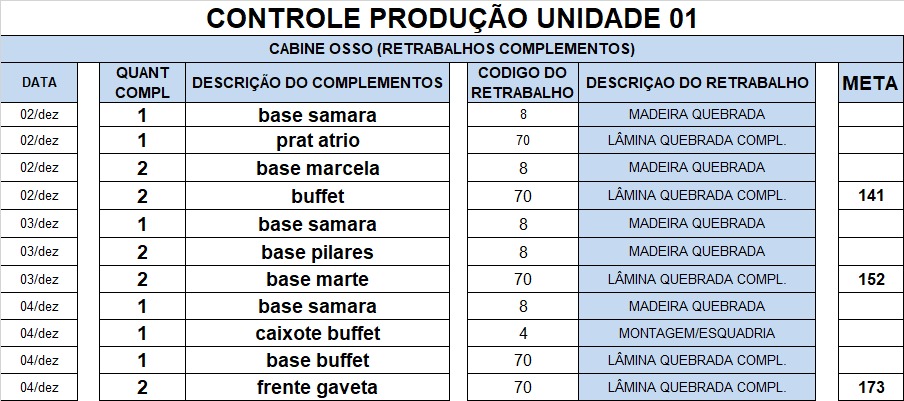 CONTROLE PRODUÇÃO UNIDADE 01
CABINE OSSO (RETRABALHOS COMPLEMENTOS)
DATA QUANT COMPL DESCRIÇÃO DO COMPLEMENTOS CODIGO DO RETRABALHO DESCRIÇAO DO RETRABALHO META
02/dez 1 base samara 8 MADEIRA QUEBRADA
02/dez 1 prat atrio 70 LÂMINA QUEBRADA COMPL.
02/dez 2 base marcela 8 MADEIRA QUEBRADA
02/dez 2 buffet 70 LÂMINA QUEBRADA COMPL. 141
03/dez 1 base samara 8 MADEIRA QUEBRADA
03/dez 2 base pilares 8 MADEIRA QUEBRADA
03/dez 2 base marte 70 LÂMINA QUEBRADA COMPL. 152
04/dez 1 base samara 8 MADEIRA QUEBRADA
04/dez 1 caixote buffet 4 MONTAGEM/ESQUADRIA
04/dez 1 base buffet 70 LÂMINA QUEBRADA COMPL.
04/dez 2 frente gaveta 70 LÂMINA QUEBRADA COMPL. 173